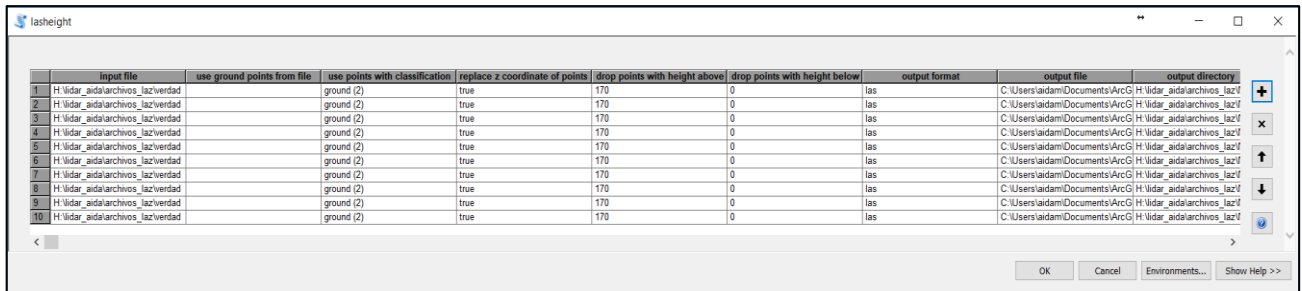 lasheight
input file use ground points from file use points with classification replace z coordinate of points drop points with height above drop points with height below output format output file output directory
1 H:\lidar_aida\archivos_laz\verdad ground (2) true 170 0 las C:\Users\aidam\Documents\ArcG H:\lidar_aida\archivos_laz\
2 H:\lidar_aida\archivos_laz\verdad ground (2) true 170 0 las C:\Users\aidam\Documents\ArcG H:\lidar_aida\archivos_laz\
3 H:\lidar_aida\archivos_laz\verdad ground (2) true 170 0 las C:\Users\aidam\Documents\ArcG H:\lidar_aida\archivos_laz\
4 H:\lidar_aida\archivos_laz\verdad ground (2) true 170 0 las C:\Users\aidam\Documents\ArcG H:\lidar_aida\archivos_laz\
5 H:\lidar_aida\archivos_laz\verdad ground (2) true 170 0 las C:\Users\aidam\Documents\ArcG H:\lidar_aida\archivos_laz\
6 H:\lidar_aida\archivos_laz\verdad ground (2) true 170 0 las C:\Users\aidam\Documents\ArcG H:\lidar_aida\archivos_laz\
7 H:\lidar_aida\archivos_laz\verdad ground (2) true 170 0 las C:\Users\aidam\Documents\ArcG H:\lidar_aida\archivos_laz\
8 H:\lidar_aida\archivos_laz\verdad ground (2) true 170 0 las C:\Users\aidam\Documents\ArcG H:\lidar_aida\archivos_laz\
9 H:\lidar_aida\archivos_laz\verdad ground (2) true 170 0 las C:\Users\aidam\Documents\ArcG H:\lidar_aida\archivos_laz\
10 H:\lidar_aida\archivos_laz\verdad ground (2) true 170 0 las C:\Users\aidam\Documents\ArcG H:\lidar_aida\archivos_laz\
OK Cancel Environments... Show Help >>